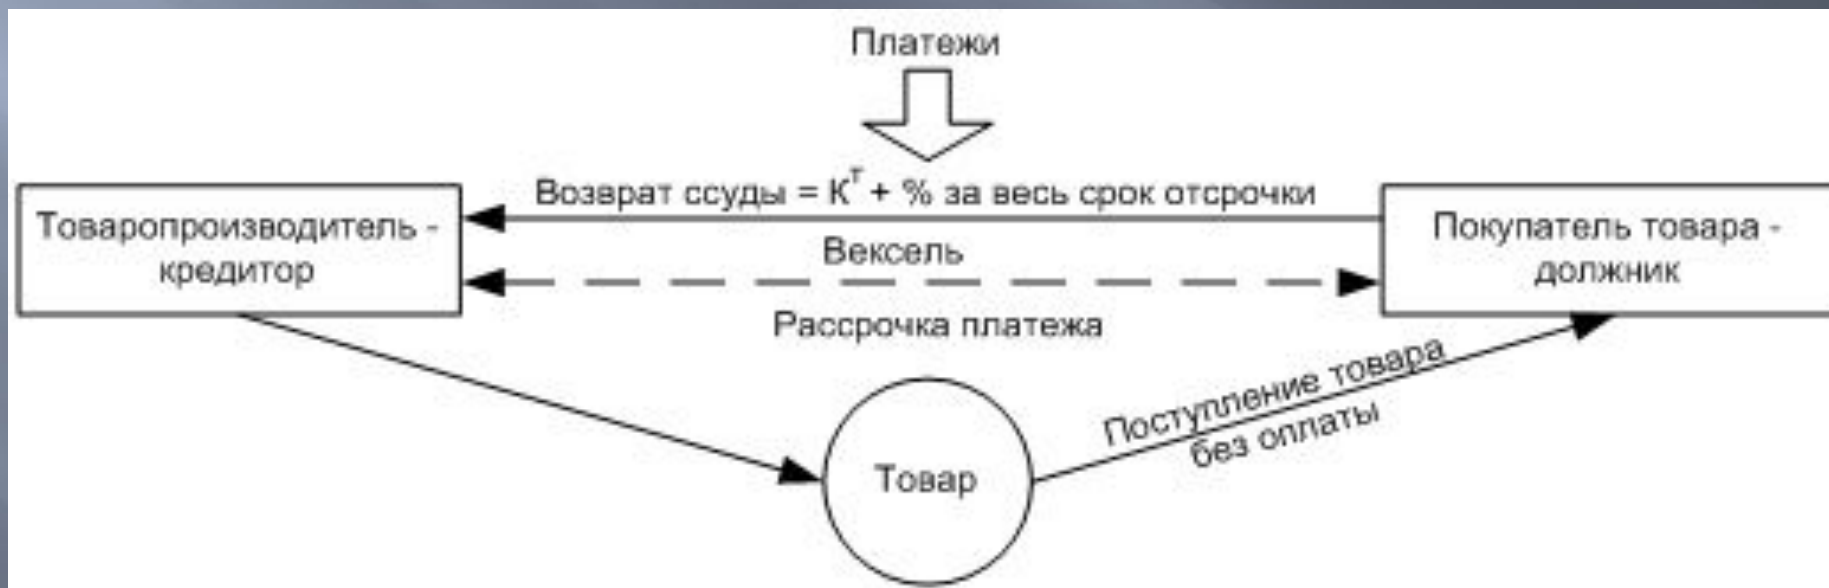 Платежи
Возврат ссуды = Кᵀ + % за весь срок отсрочки
Товаропроизводитель -
кредитор
Вексель
Рассрочка платежа
Покупатель товара -
должник
Поступление товара
без оплаты
Товар